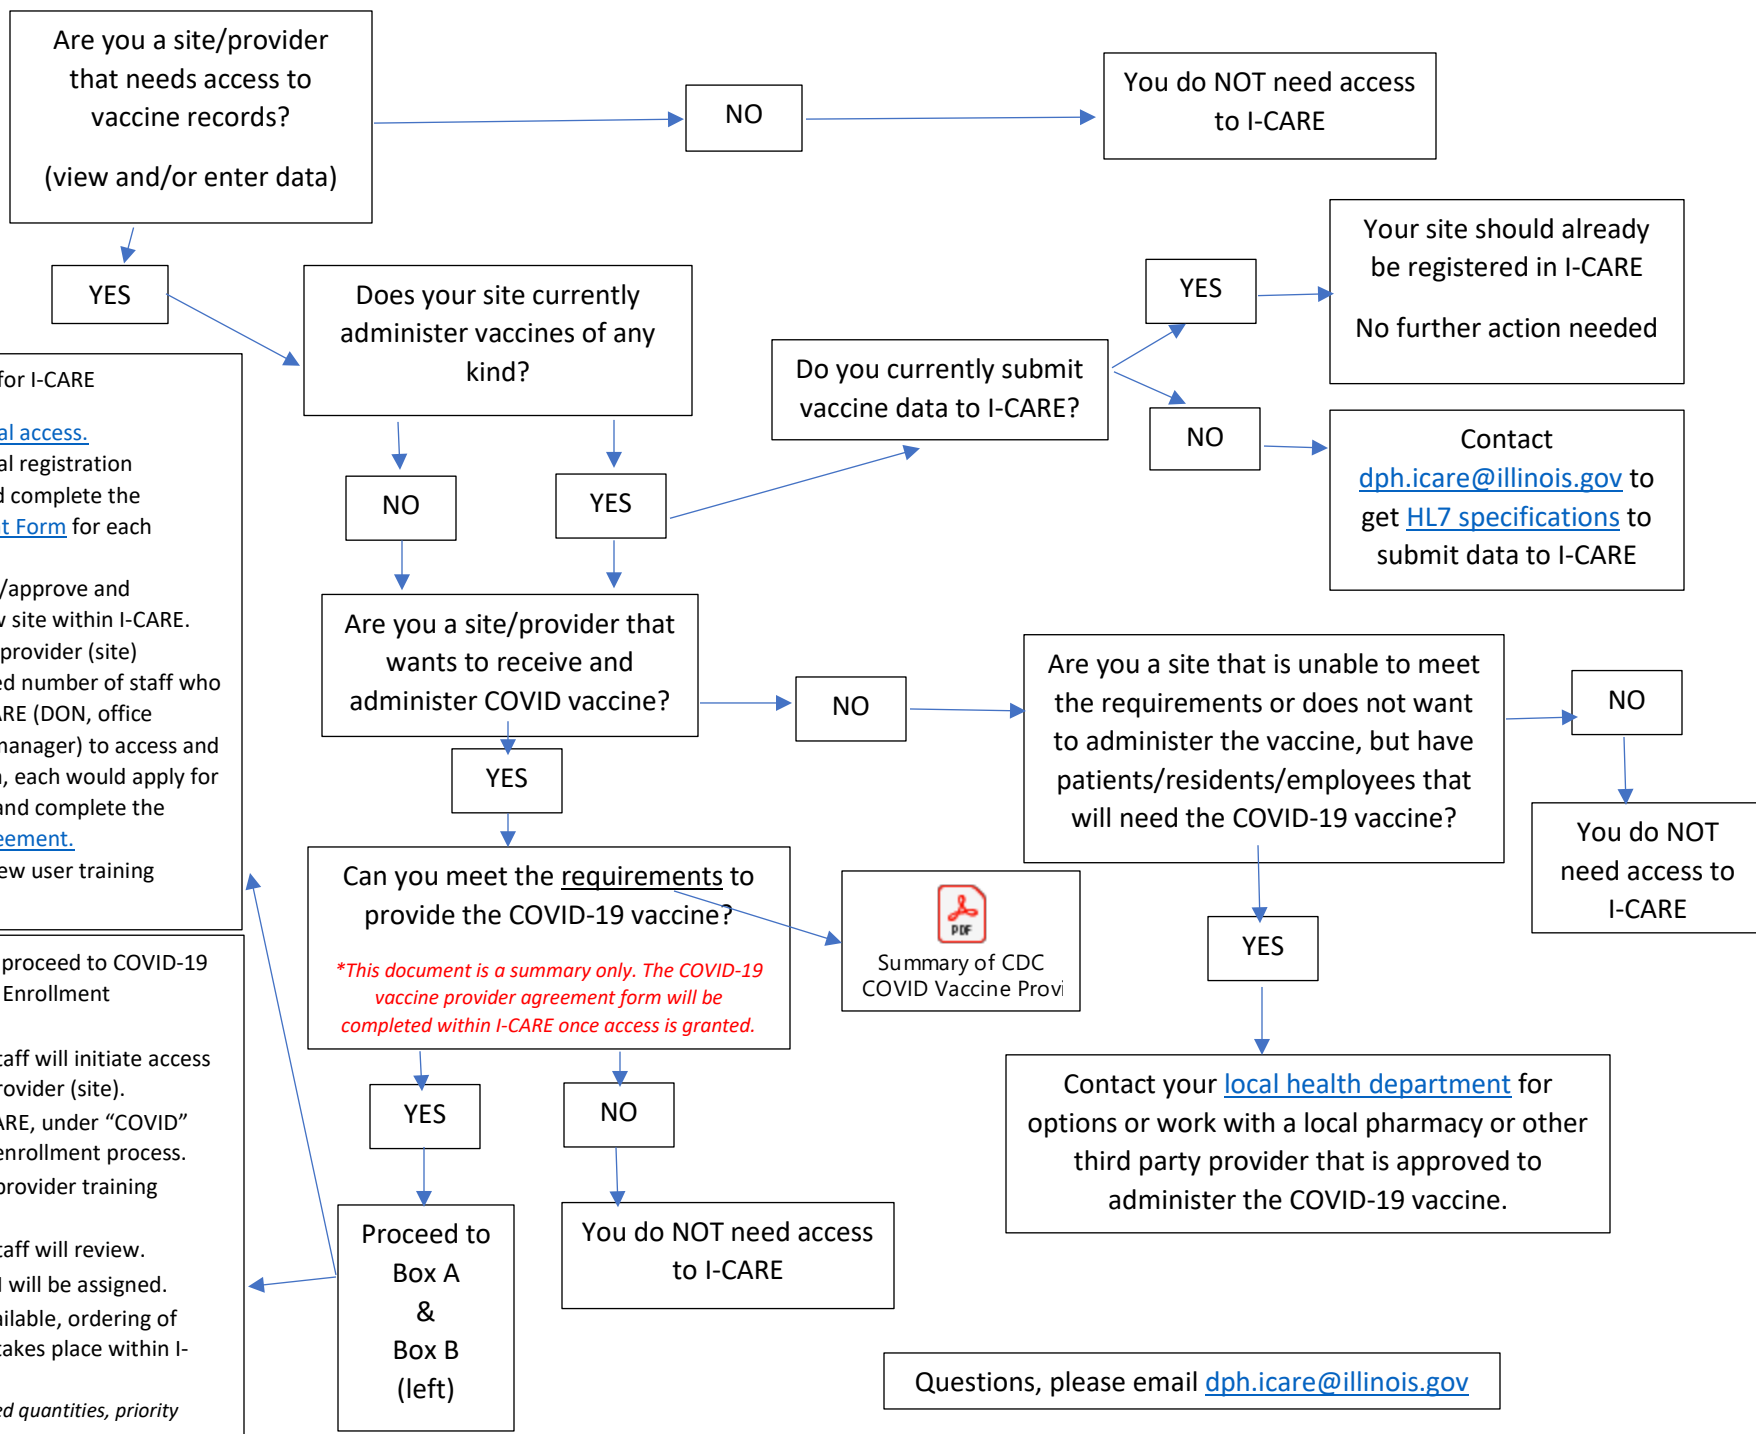 Are you a site/provider
that needs access to
vaccine records?
(view and/or enter data)
NO
You do NOT need access
to I-CARE
YES
Does your site currently
administer vaccines of any
kind?
Do you currently submit
vaccine data to I-CARE?
YES
Your site should already
be registered in I-CARE
No further action needed
NO
Contact
dph.icare@illinois.gov to
get HL7 specifications to
submit data to I-CARE
NO
YES
Are you a site/provider that
wants to receive and
administer COVID vaccine?
NO
Are you a site that is unable to meet
the requirements or does not want
to administer the vaccine, but have
patients/residents/employees that
will need the COVID-19 vaccine?
NO
You do NOT
need access to
I-CARE
YES
Contact your local health department for
options or work with a local pharmacy or other
third party provider that is approved to
administer the COVID-19 vaccine.
YES
Can you meet the requirements to
provide the COVID-19 vaccine?
*This document is a summary only. The COVID-19
vaccine provider agreement form will be
completed within I-CARE once access is granted.
PDF
Summary of CDC
COVID Vaccine Provi
YES
NO
Proceed to
Box A
&
Box B
(left)
You do NOT need access
to I-CARE
for I-CARE
al access.
al registration
d complete the
nt Form for each
/approve and
w site within I-CARE.
provider (site)
ed number of staff who
ARE (DON, office
manager) to access and
, each would apply for
and complete the
eement.
ew user training
proceed to COVID-19
Enrollment
taff will initiate access
rovider (site).
ARE, under “COVID”
enrollment process.
provider training
taff will review.
will be assigned.
ailable, ordering of
takes place within I-
ed quantities, priority
Questions, please email dph.icare@illinois.gov